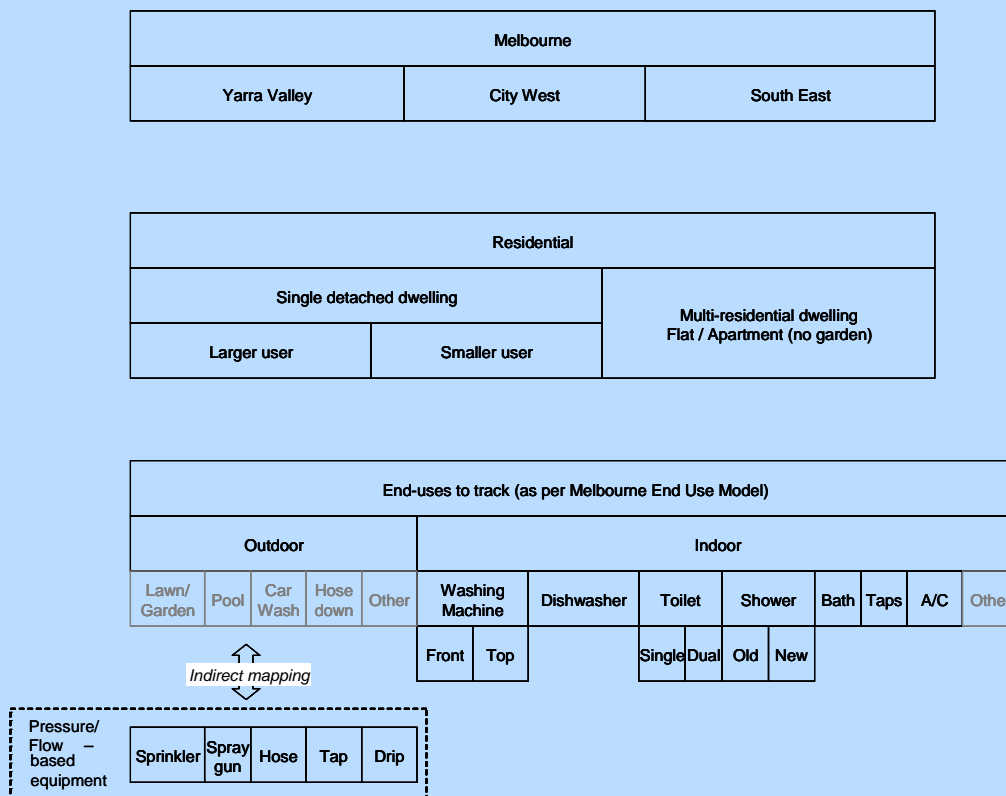 Melbourne
Yarra Valley
City West
South East
Residential
Single detached dwelling
Multi-residential dwelling
Flat / Apartment (no garden)
Larger user
Smaller user
End-uses to track (as per Melbourne End Use Model)
Outdoor
Indoor
Lawn/
Garden
Pool
Car
Wash
Hose
down
Other
Washing
Machine
Dishwasher
Toilet
Shower
Bath
Taps
A/C
Othe
Front
Top
Single
Dual
Old
New
Indirect mapping
Pressure/
Flow –
based
equipment
Sprinkler
Spray
gun
Hose
Tap
Drip